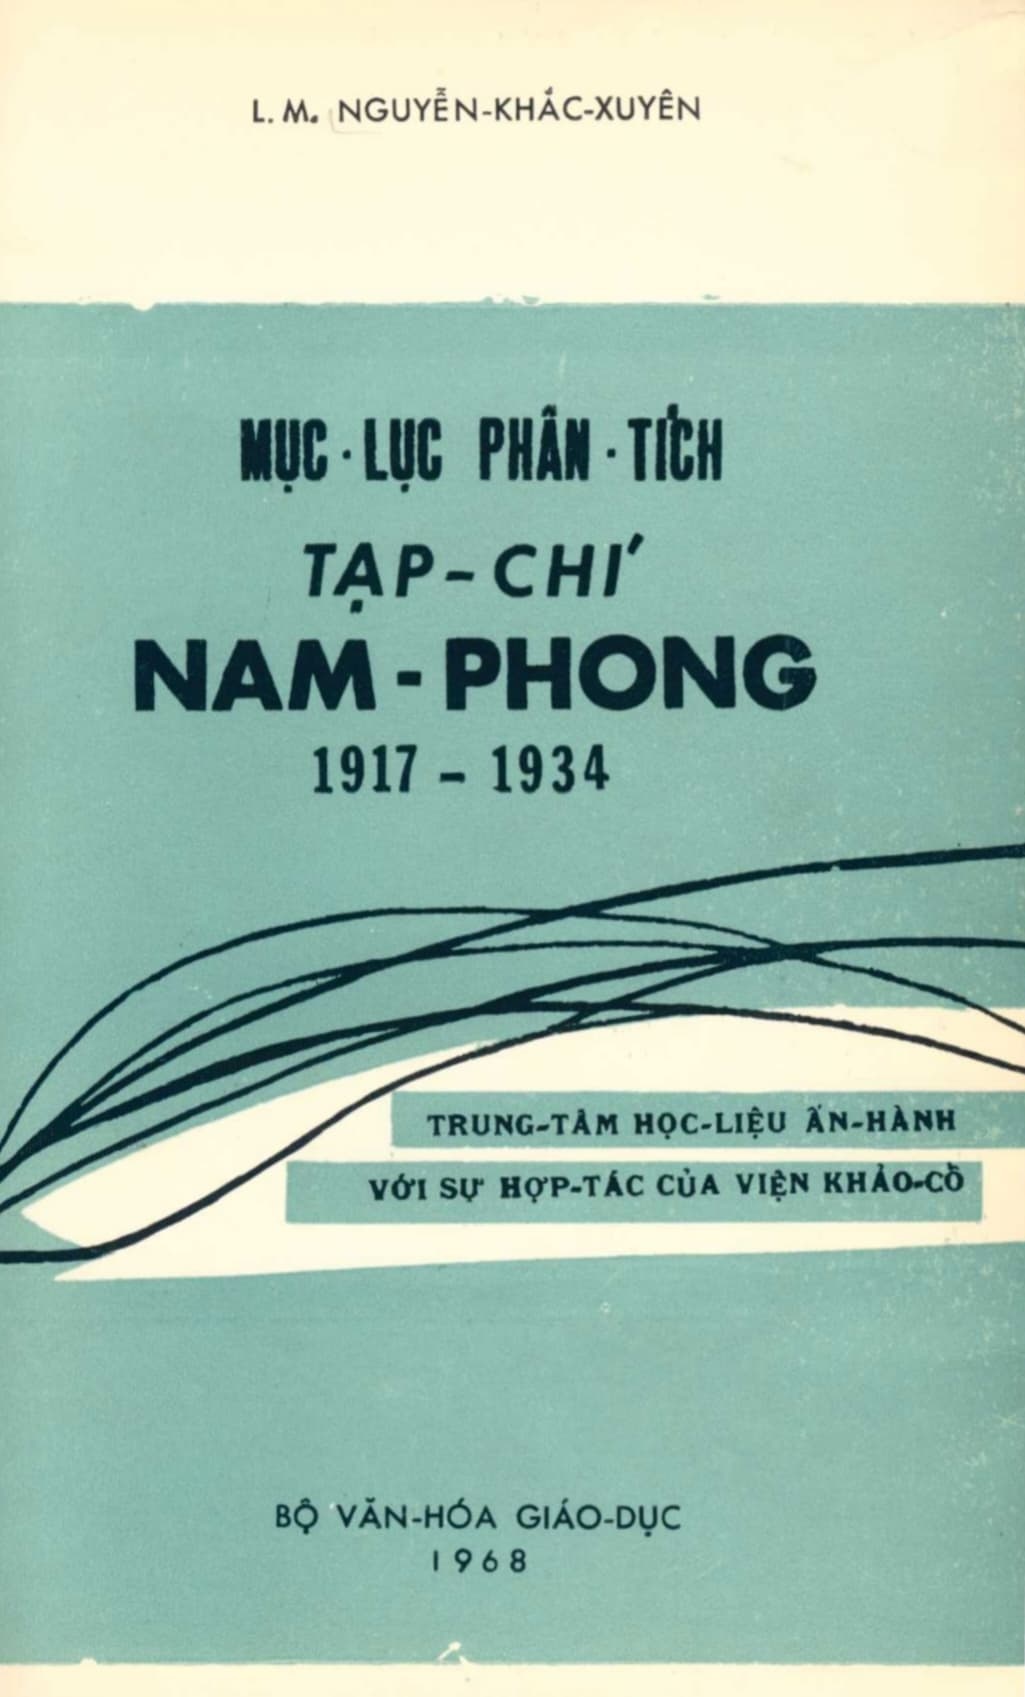 L. M. NGUYỄN-KHẮC-XUYÊN
MỤC-LỤC PHÂN-TÍCH
TẠP-CHÍ
NAM-PHONG
1917 - 1934
TRUNG-TÂM HỌC-LIỆU ẤN-HÀNH
VỚI SỰ HỢP-TÁC CỦA VIỆN KHẢO-CỔ
BỘ VĂN-HÓA GIÁO-DỤC
1968